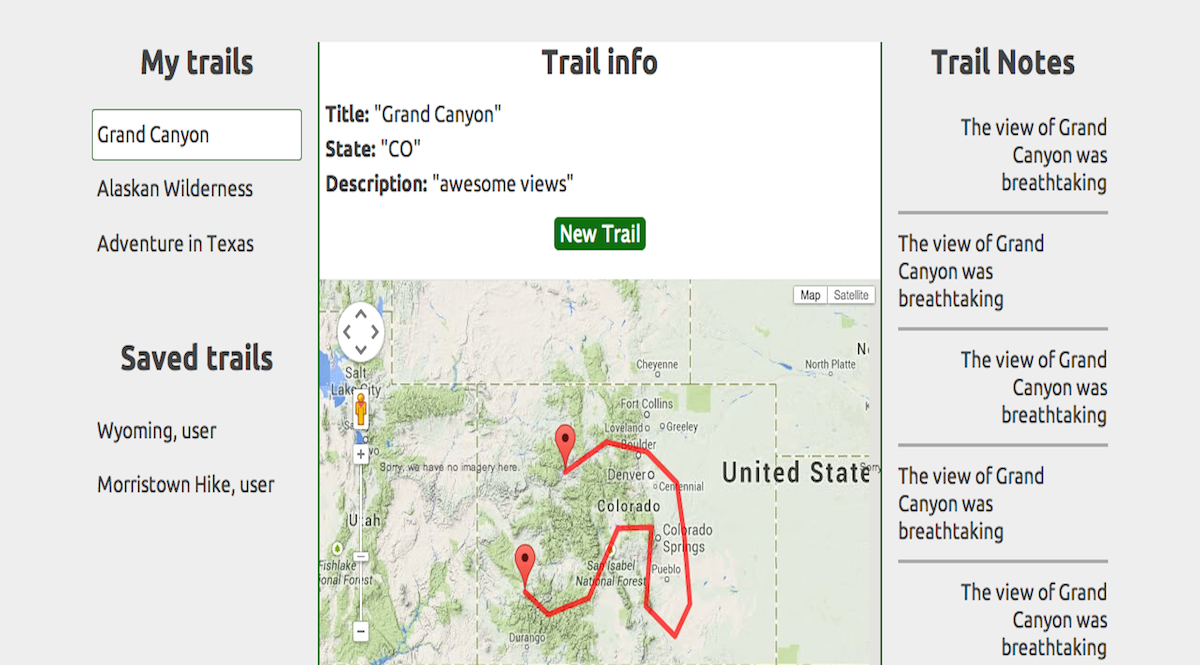 My trails
Grand Canyon
Alaskan Wilderness
Adventure in Texas
Saved trails
Wyoming, user
Morristown Hike, user
Trail info
Title: "Grand Canyon"
State: "CO"
Description: "awesome views"
New Trail
Map Satellite
Cheyenne
North Platte
Salt
Lake City
Fort Collins
Loveland
Greeley
Boulder
Sorry, we have no imagery here.
Denver
Centennial
United State
Sorry
Colorado
Utah
Colorado
Springs
San Isabel
National Forest
Pueblo
Fishlake
ional Forest
Durango
Trail Notes
The view of Grand
Canyon was
breathtaking
The view of Grand
Canyon was
breathtaking
The view of Grand
Canyon was
breathtaking
The view of Grand
Canyon was
breathtaking
The view of Grand
Canyon was
breathtaking